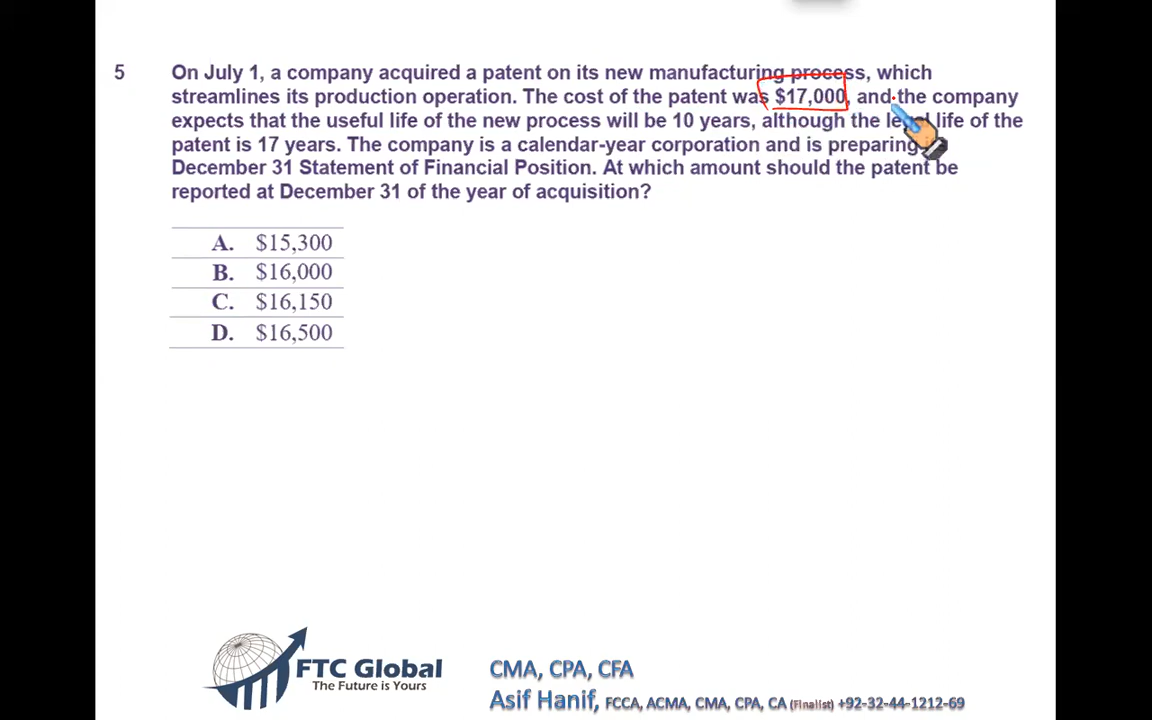 5 On July 1, a company acquired a patent on its new manufacturing process, which
streamlines its production operation. The cost of the patent was $17,000, and the company
expects that the useful life of the new process will be 10 years, although the life of the
patent is 17 years. The company is a calendar-year corporation and is preparing
December 31 Statement of Financial Position. At which amount should the patent be
reported at December 31 of the year of acquisition?
A. $15,300
B. $16,000
C. $16,150
D. $16,500
FTC Global
The Future is Yours
CMA, CPA, CFA
Asif Hanif, FCCA, ACMA, CMA, CPA, CA (Finalist) +92-32-44-1212-69